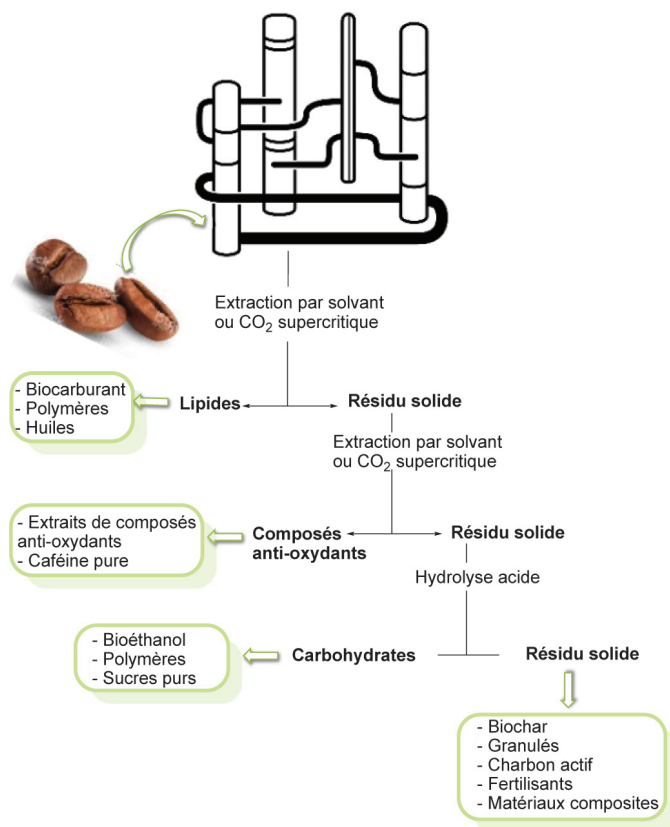 Extraction par solvant
ou CO₂ supercritique
- Biocarburant
- Polymères
- Huiles
Lipides
Résidu solide
Extraction par solvant
ou CO₂ supercritique
- Extraits de composés
anti-oxydants
- Caféine pure
Composés
anti-oxydants
Résidu solide
Hydrolyse acide
- Bioéthanol
- Polymères
- Sucres purs
Carbohydrates
Résidu solide
- Biochar
- Granulés
- Charbon actif
- Fertilisants
- Matériaux composites